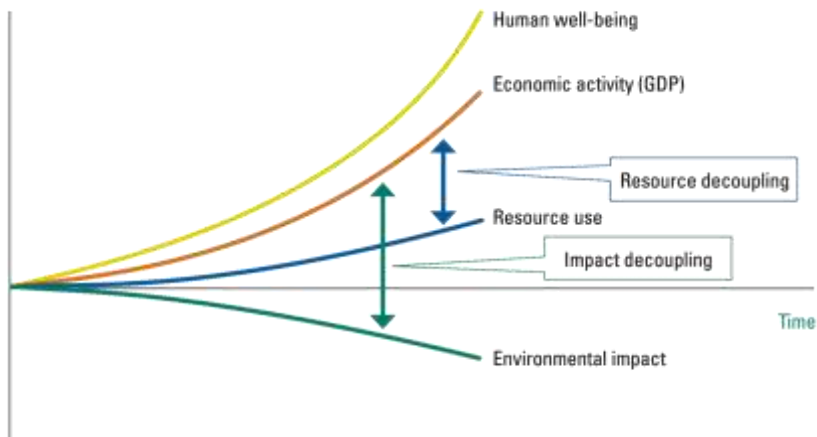 Human well-being
Economic activity (GDP)
Resource decoupling
Resource use
Impact decoupling
Time
Environmental impact